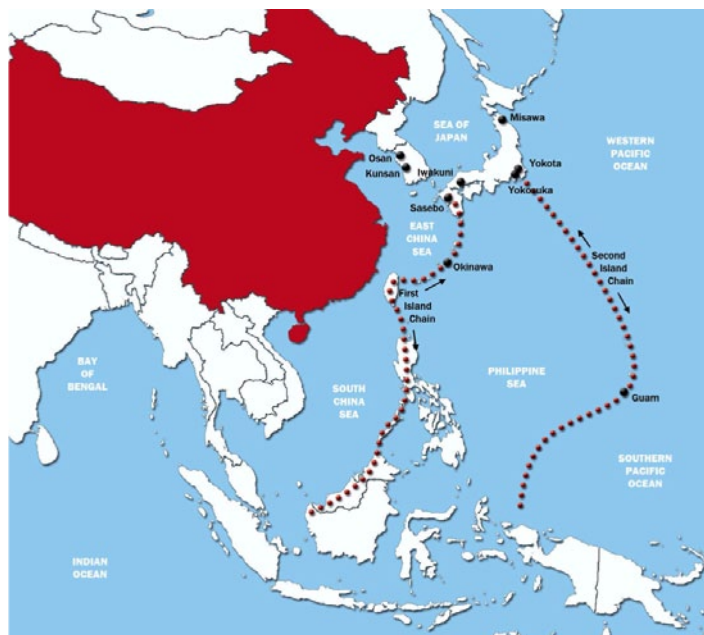 Misawa
SEA OF
JAPAN
WESTERN
PACIFIC
OCEAN
Osan
Kunsan
Iwakuni
Yokota
Yokosuka
Sasebo
EAST
CHINA
SEA
Okinawa
Second
Island
Chain
First
Island
Chain
BAY
OF
BENGAL
SOUTH
CHINA
SEA
PHILIPPINE
SEA
Guam
SOUTHERN
PACIFIC
OCEAN
INDIAN
OCEAN